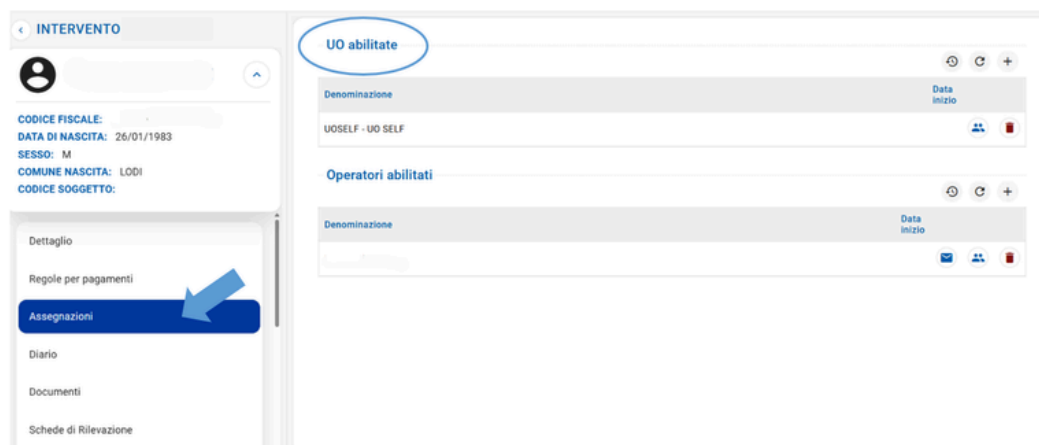 INTERVENTO
CODICE FISCALE:
DATA DI NASCITA: 26/01/1983
SESSO: M
COMUNE NASCITA: LODI
CODICE SOGGETTO:
Dettaglio
Regole per pagamenti
Assegnazioni
Diario
Documenti
Schede di Rilevazione
UO abilitate
Denominazione
Data
inizio
UOSELF - UO SELF
Operatori abilitati
Denominazione
Data
inizio